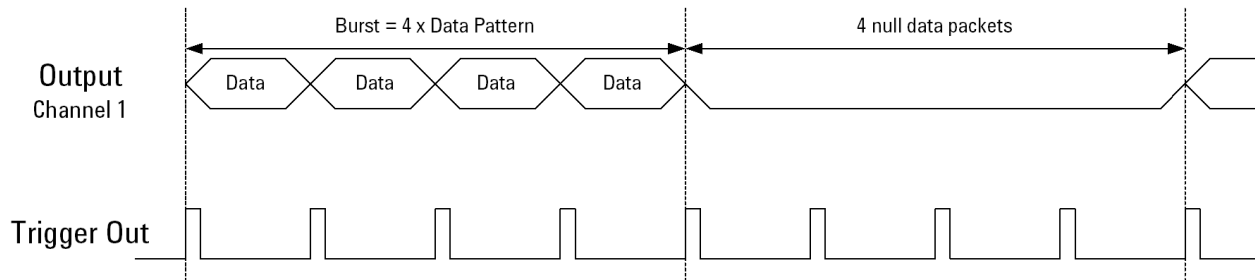 Burst = 4 x Data Pattern
4 null data packets
Output
Channel 1
Data
Data
Data
Data
Trigger Out